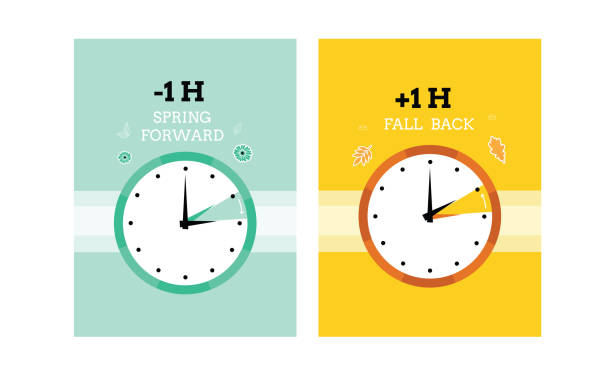 -1 H
SPRING
FORWARD
+1 H
FALL BACK